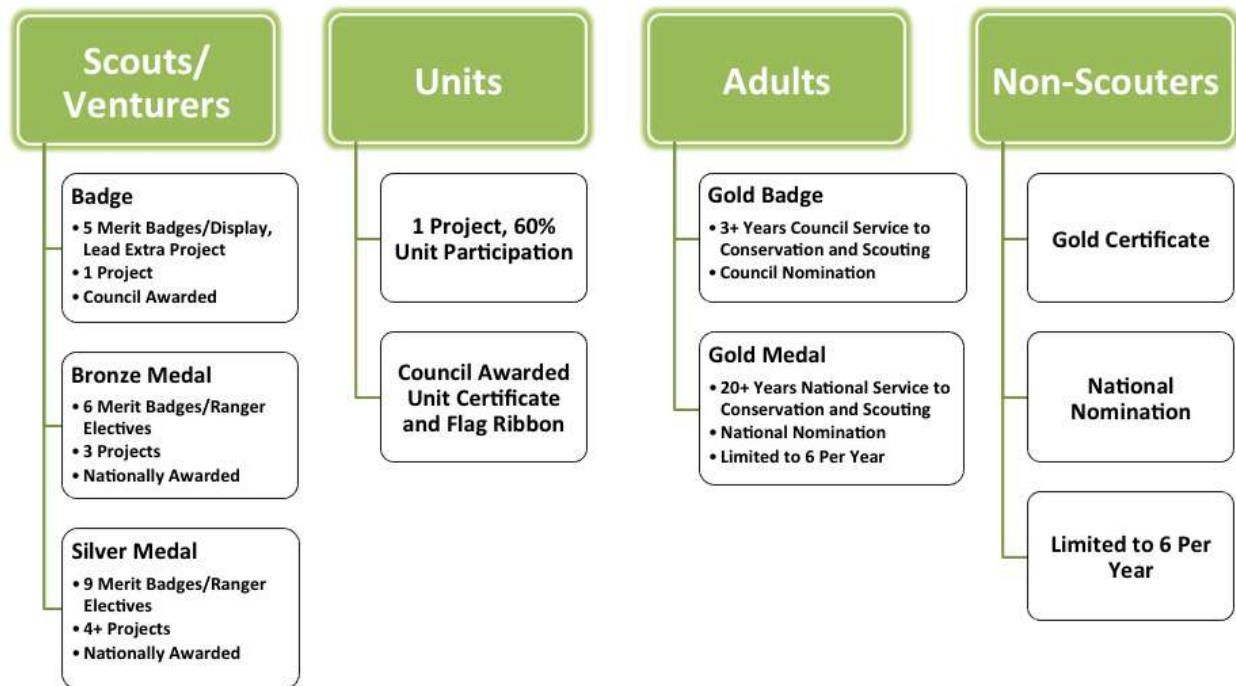 Scouts/
Venturers
Badge
• 5 Merit Badges/Display,
Lead Extra Project
• 1 Project
• Council Awarded
Bronze Medal
• 6 Merit Badges/Ranger
Electives
• 3 Projects
• Nationally Awarded
Silver Medal
• 9 Merit Badges/Ranger
Electives
• 4+ Projects
• Nationally Awarded
Units
1 Project, 60%
Unit Participation
Council Awarded
Unit Certificate
and Flag Ribbon
Adults
Gold Badge
• 3+ Years Council Service to
Conservation and Scouting
• Council Nomination
Gold Medal
• 20+ Years National Service to
Conservation and Scouting
• National Nomination
• Limited to 6 Per Year
Non-Scouters
Gold Certificate
National
Nomination
Limited to 6 Per
Year